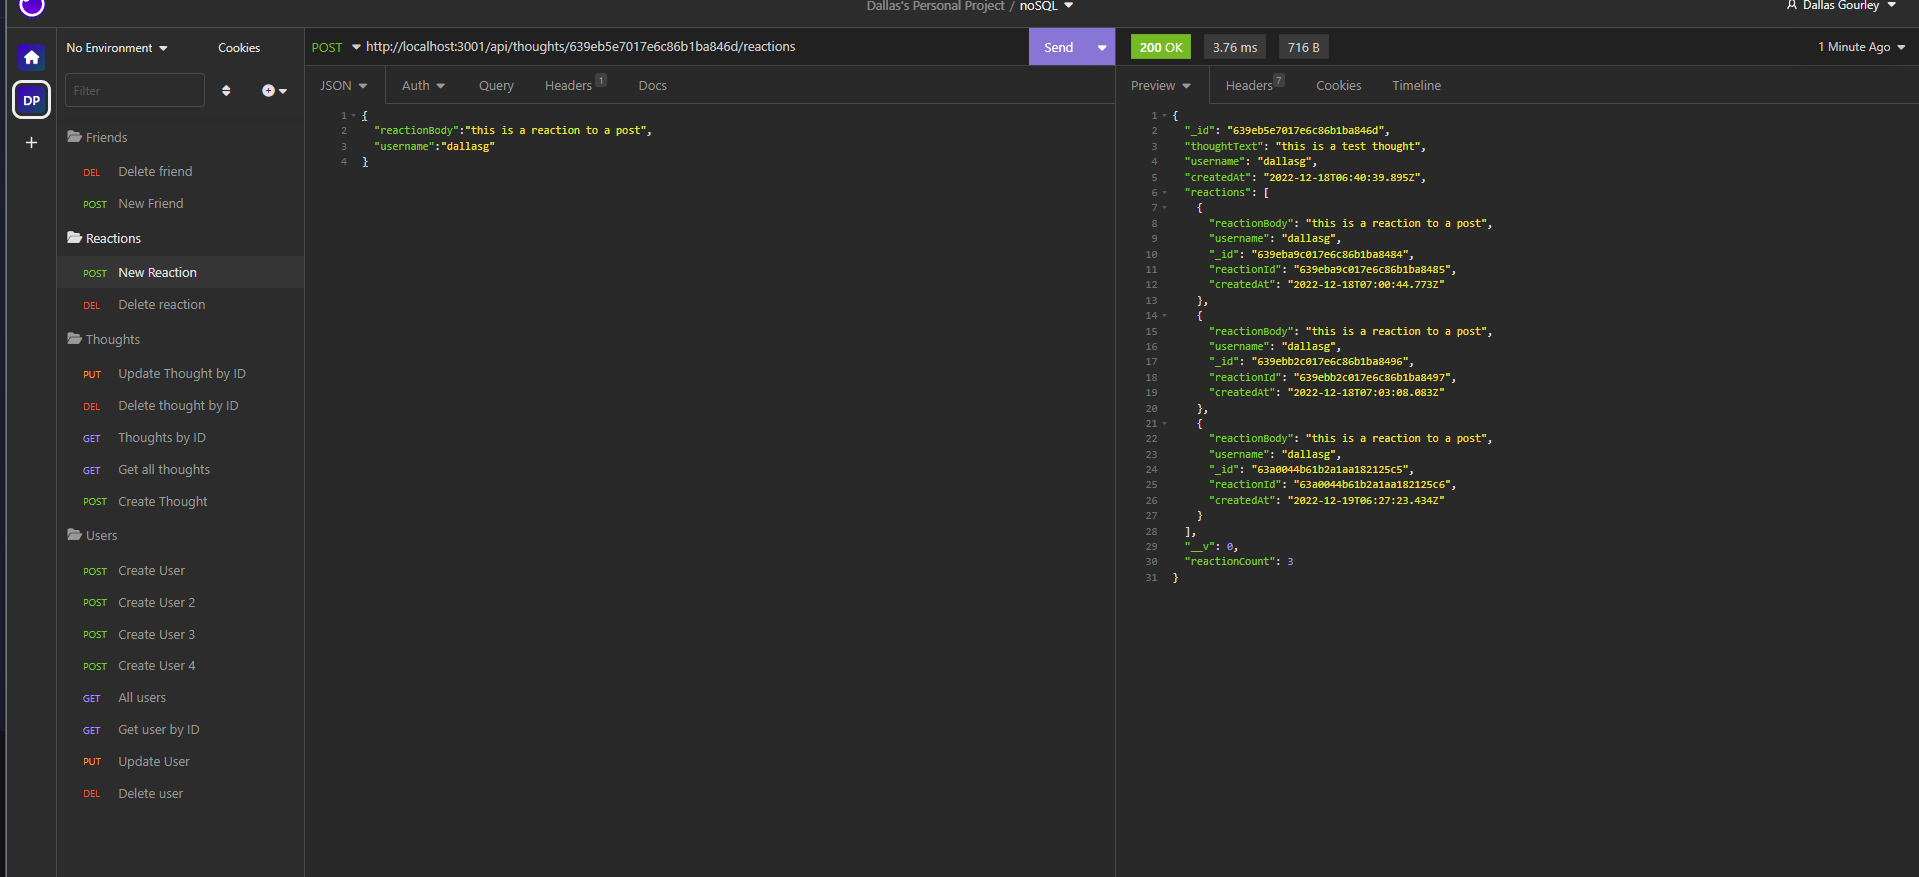 Dallas's Personal Project / noSQL
Dallas Gourley
No Environment
Cookies
Filter
DP
Friends
DEL Delete friend
POST New Friend
Reactions
POST New Reaction
DEL Delete reaction
Thoughts
PUT Update Thought by ID
DEL Delete thought by ID
GET Thoughts by ID
GET Get all thoughts
POST Create Thought
Users
POST Create User
POST Create User 2
POST Create User 3
POST Create User 4
GET All users
GET Get user by ID
PUT Update User
DEL Delete user
POST http://localhost:3001/api/thoughts/639eb5e7017e6c86b1ba846d/reactions Send
JSON Auth Query Headers 1 Docs
1 {
2 "reactionBody":"this is a reaction to a post",
3 "username":"dallasg"
4 }
200 OK 3.76 ms 716 B 1 Minute Ago
Preview Headers 7 Cookies Timeline
1 {
2 "_id": "639eb5e7017e6c86b1ba846d",
3 "thoughtText": "this is a test thought",
4 "username": "dallasg",
5 "createdAt": "2022-12-18T06:40:39.895Z",
6 "reactions": [
7 {
8 "reactionBody": "this is a reaction to a post",
9 "username": "dallasg",
10 "_id": "639eba9c017e6c86b1ba8484",
11 "reactionId": "639eba9c017e6c86b1ba8485",
12 "createdAt": "2022-12-18T07:00:44.773Z"
13 },
14 {
15 "reactionBody": "this is a reaction to a post",
16 "username": "dallasg",
17 "_id": "639ebb2c017e6c86b1ba8496",
18 "reactionId": "639ebb2c017e6c86b1ba8497",
19 "createdAt": "2022-12-18T07:03:08.083Z"
20 },
21 {
22 "reactionBody": "this is a reaction to a post",
23 "username": "dallasg",
24 "_id": "63a0044b61b2a1aa182125c5",
25 "reactionId": "63a0044b61b2a1aa182125c6",
26 "createdAt": "2022-12-19T06:27:23.434Z"
27 }
28 ],
29 "__v": 0,
30 "reactionCount": 3
31 }